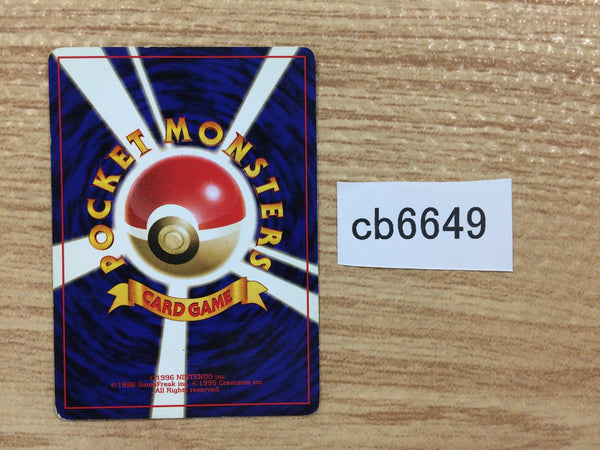 POCKET MONSTERS
CARD GAME
©1996 NINTENDO inc.
©1996 GameFreak inc. ©1996 Creatures inc.
All Rights reserved.
cb6649